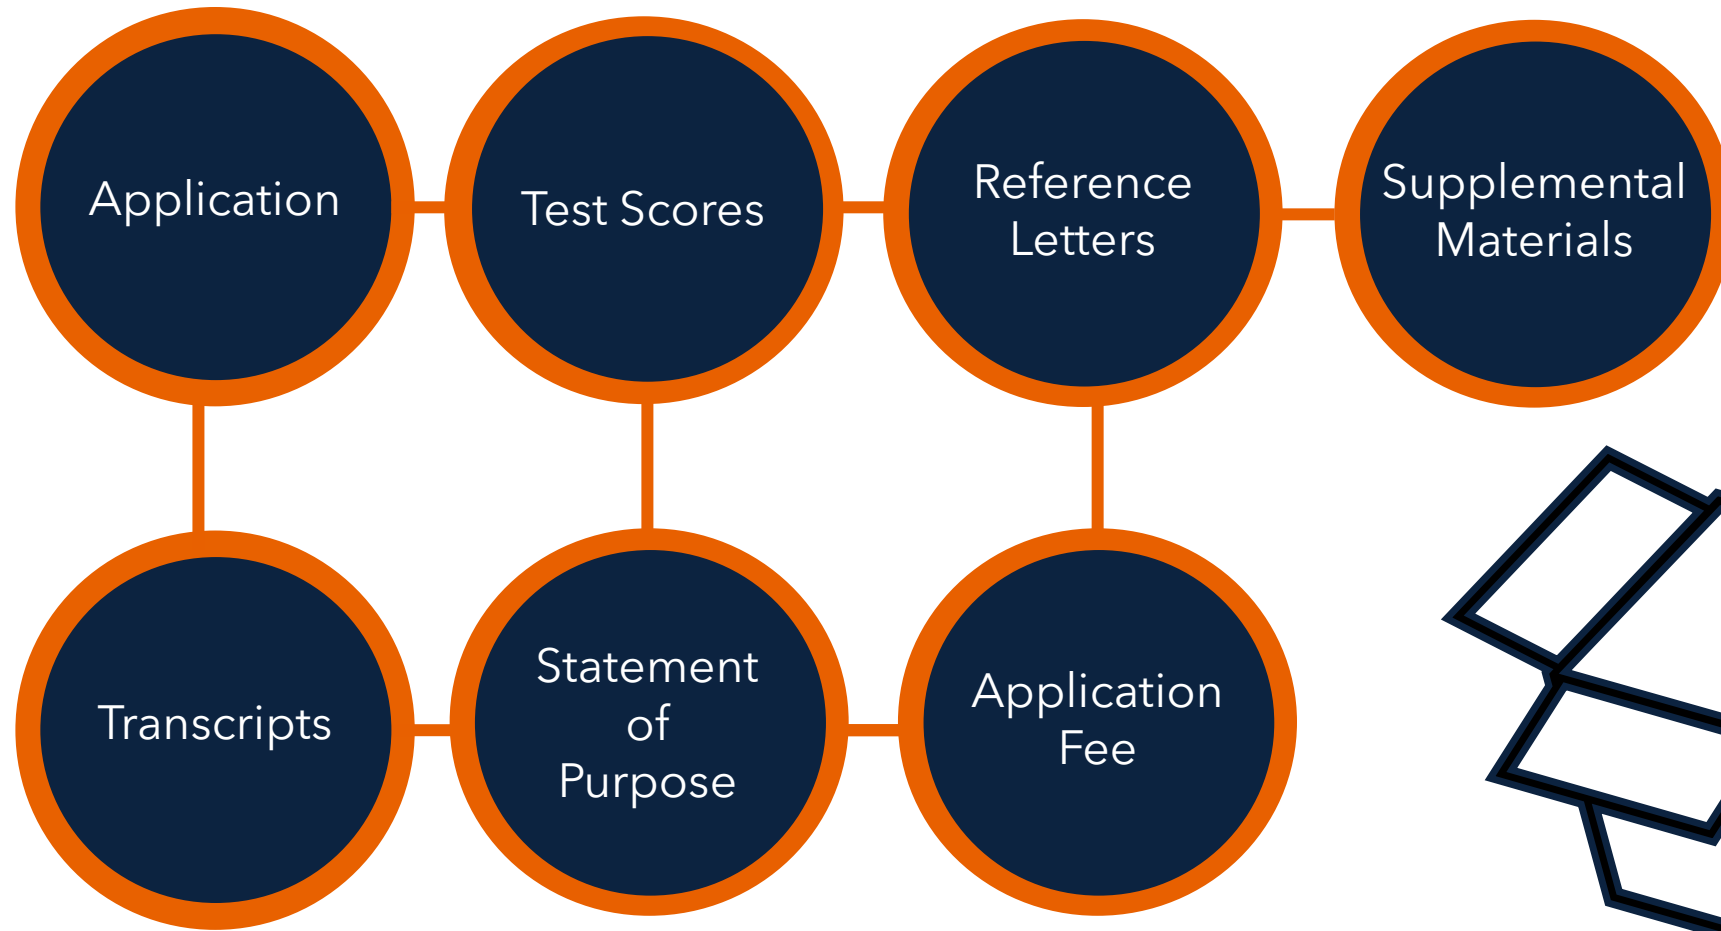 Application
Test Scores
Reference
Letters
Supplemental
Materials
Transcripts
Statement
of
Purpose
Application
Fee